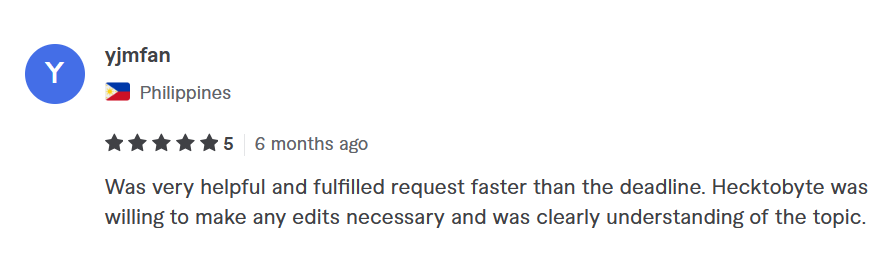 Y
yjmfan
Philippines
5 6 months ago
Was very helpful and fulfilled request faster than the deadline. Hecktobyte was
willing to make any edits necessary and was clearly understanding of the topic.